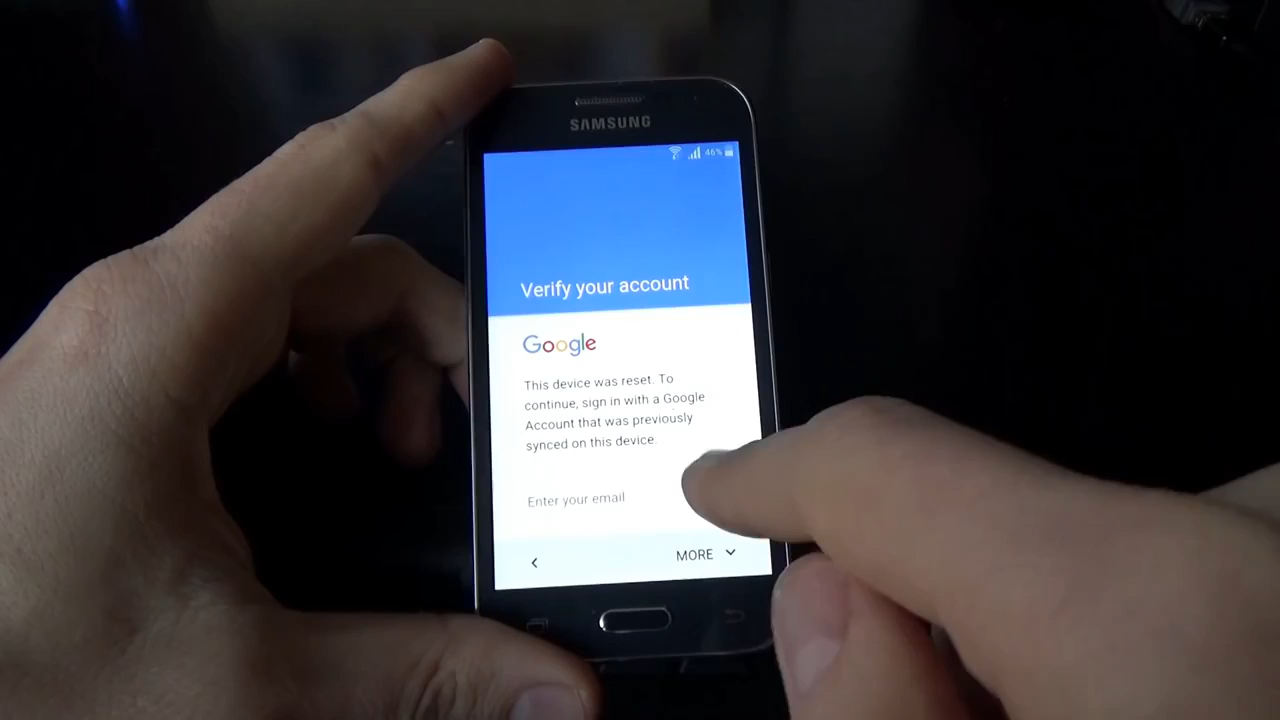 SAMSUNG
46%
Verify your account
Google
This device was reset. To
continue, sign in with a Google
Account that was previously
synced on this device.
Enter your email
MORE